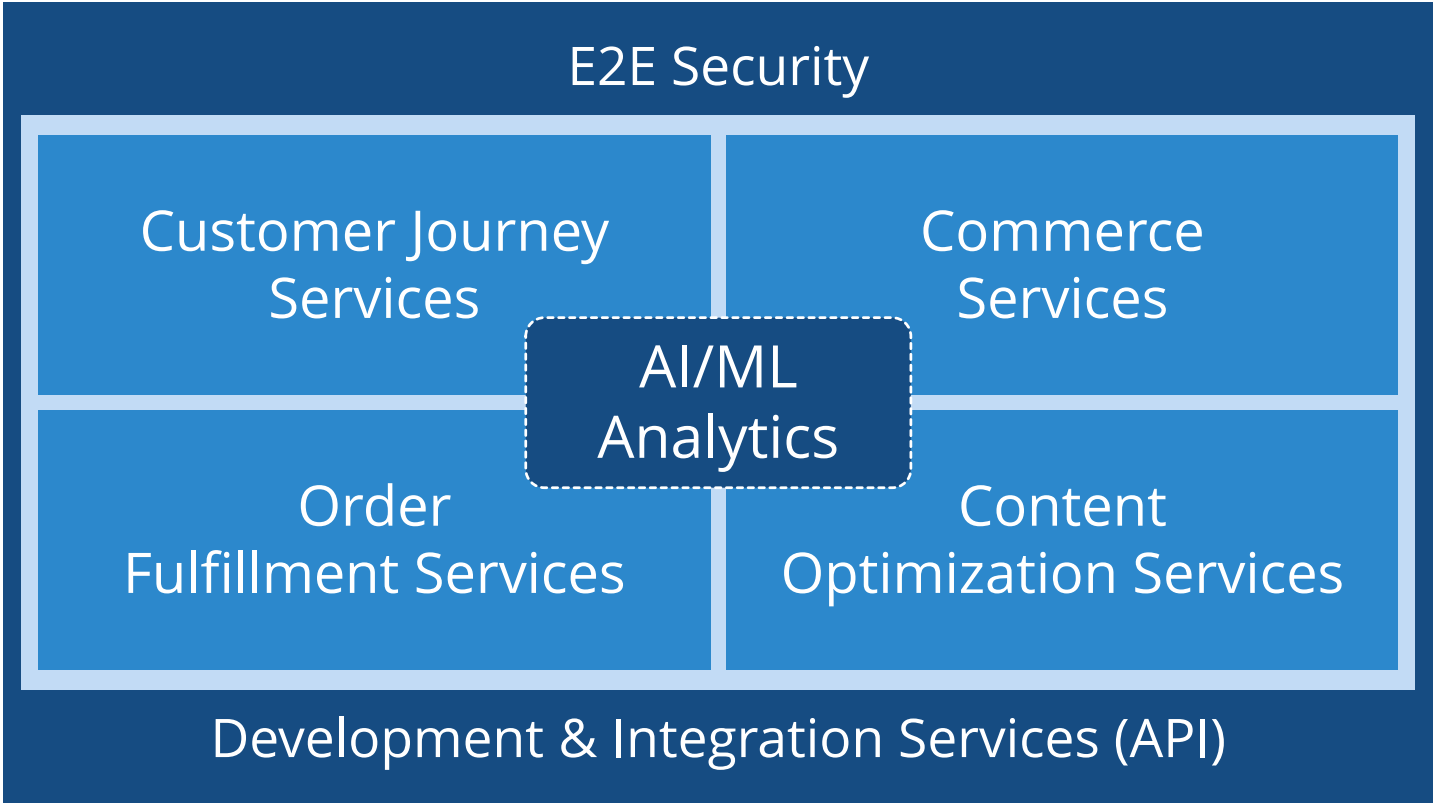 E2E Security
Customer Journey
Services
Commerce
Services
AI/ML
Analytics
Order
Fulfillment Services
Content
Optimization Services
Development & Integration Services (API)